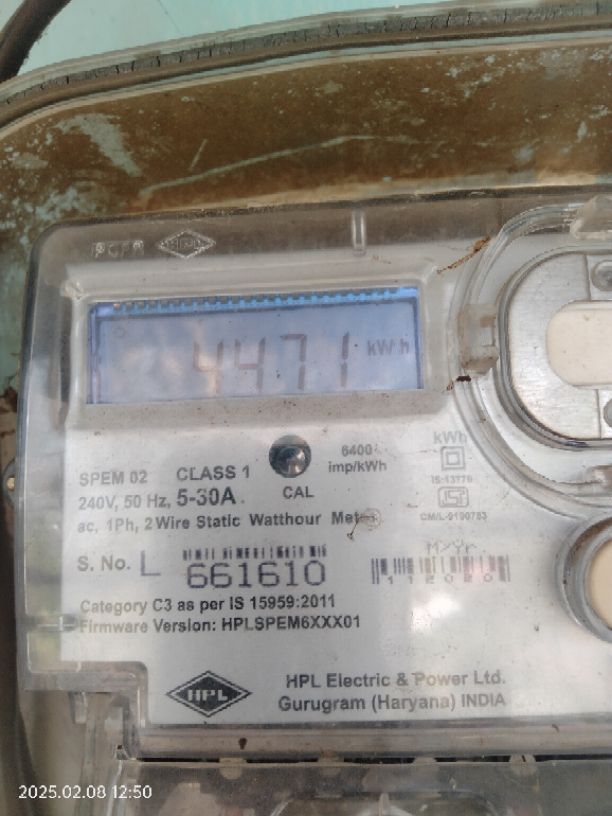 HPL
4471 kWh
6400
imp/kWh
kWh
SPEM 02 CLASS 1
240V, 50 Hz, 5-30A
CAL
IS:13779
ac, 1Ph, 2 Wire Static Watthour Meter
S. No. L 661610
112020
Category C3 as per IS 15959:2011
Firmware Version: HPLSPEM6XXX01
HPL
HPL Electric & Power Ltd.
Gurugram (Haryana) INDIA
2025.02.08 12:50